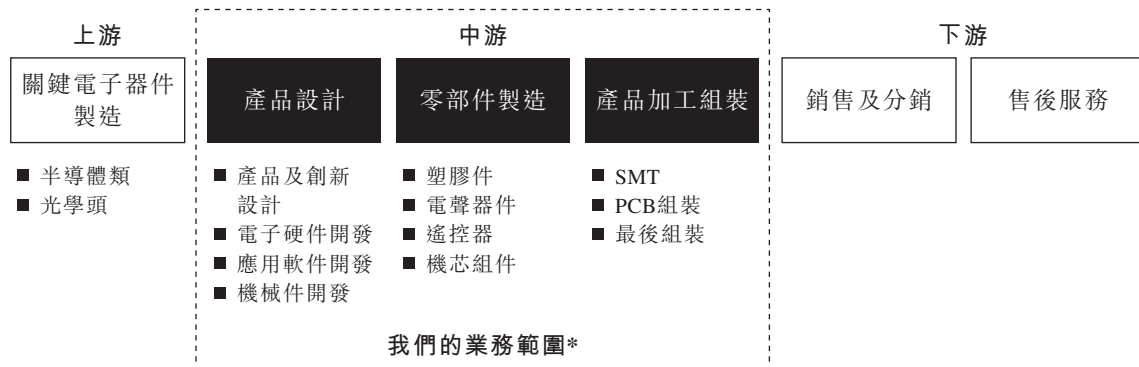 上游
中游
下游
關鍵電子器件
製造
產品設計
零部件製造
產品加工組裝
銷售及分銷
售後服務
■ 半導體類
■ 光學頭
■ 產品及創新
設計
■ 電子硬件開發
■ 應用軟件開發
■ 機械件開發
■ 塑膠件
■ 電聲器件
■ 遙控器
■ 機芯組件
■ SMT
■ PCB組裝
■ 最後組裝
我們的業務範圍*